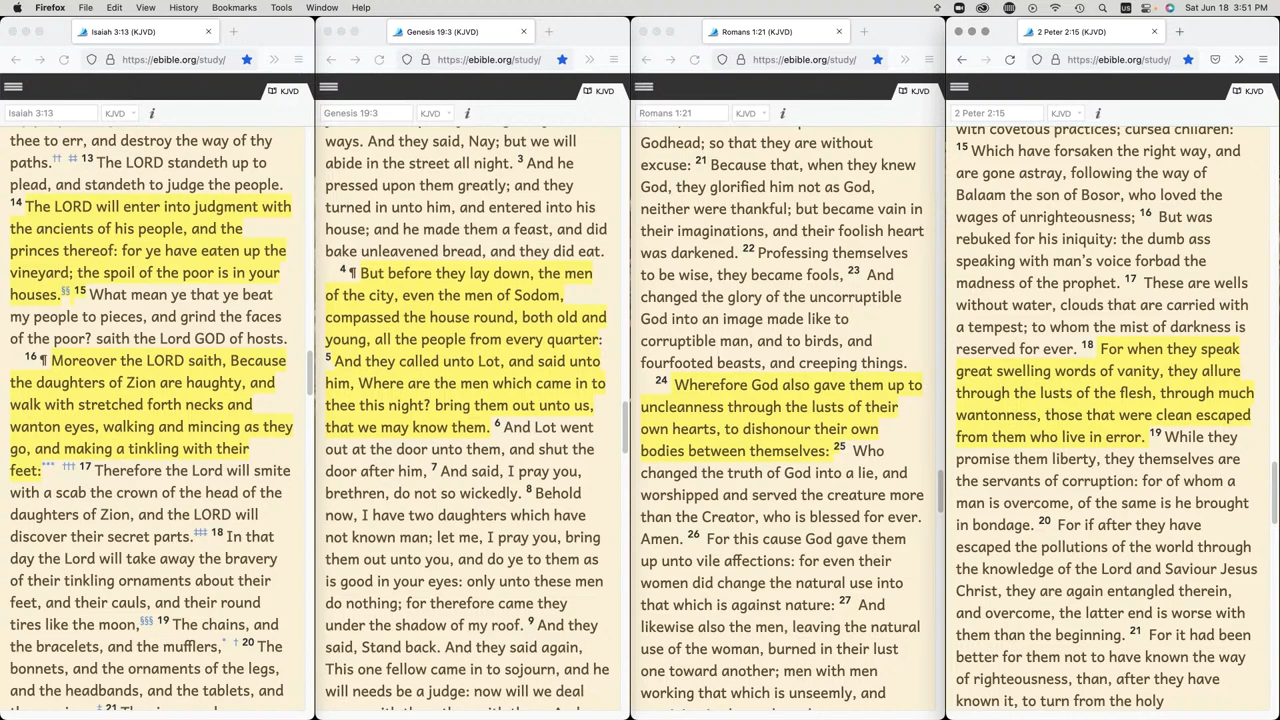 Firefox File Edit View History Bookmarks Tools Window Help Sat Jun 18 3:51 PM
Isaiah 3:13 (KJVD)
https://ebible.org/study/
KJVD
Isaiah 3:13 KJVD i
thee to err, and destroy the way of thy
paths.†† ‡‡ 13 The LORD standeth up to
plead, and standeth to judge the people.
14 The LORD will enter into judgment with
the ancients of his people, and the
princes thereof: for ye have eaten up the
vineyard; the spoil of the poor is in your
houses.§§ 15 What mean ye that ye beat
my people to pieces, and grind the faces
of the poor? saith the Lord GOD of hosts.
16 ¶ Moreover the LORD saith, Because
the daughters of Zion are haughty, and
walk with stretched forth necks and
wanton eyes, walking and mincing as they
go, and making a tinkling with their
feet:*** ††† 17 Therefore the Lord will smite
with a scab the crown of the head of the
daughters of Zion, and the LORD will
discover their secret parts.‡‡‡ 18 In that
day the Lord will take away the bravery
of their tinkling ornaments about their
feet, and their cauls, and their round
tires like the moon,§§§ 19 The chains, and
the bracelets, and the mufflers,* † 20 The
bonnets, and the ornaments of the legs,
and the headbands, and the tablets, and
Genesis 19:3 (KJVD)
https://ebible.org/study/
KJVD
Genesis 19:3 KJVD i
ways. And they said, Nay; but we will
abide in the street all night. 3 And he
pressed upon them greatly; and they
turned in unto him, and entered into his
house; and he made them a feast, and did
bake unleavened bread, and they did eat.
4 ¶ But before they lay down, the men
of the city, even the men of Sodom,
compassed the house round, both old and
young, all the people from every quarter:
5 And they called unto Lot, and said unto
him, Where are the men which came in to
thee this night? bring them out unto us,
that we may know them. 6 And Lot went
out at the door unto them, and shut the
door after him, 7 And said, I pray you,
brethren, do not so wickedly. 8 Behold
now, I have two daughters which have
not known man; let me, I pray you, bring
them out unto you, and do ye to them as
is good in your eyes: only unto these men
do nothing; for therefore came they
under the shadow of my roof. 9 And they
said, Stand back. And they said again,
This one fellow came in to sojourn, and he
will needs be a judge: now will we deal
Romans 1:21 (KJVD)
https://ebible.org/study/
KJVD
Romans 1:21 KJVD i
Godhead; so that they are without
excuse: 21 Because that, when they knew
God, they glorified him not as God,
neither were thankful; but became vain in
their imaginations, and their foolish heart
was darkened. 22 Professing themselves
to be wise, they became fools, 23 And
changed the glory of the uncorruptible
God into an image made like to
corruptible man, and to birds, and
fourfooted beasts, and creeping things.
24 Wherefore God also gave them up to
uncleanness through the lusts of their
own hearts, to dishonour their own
bodies between themselves: 25 Who
changed the truth of God into a lie, and
worshipped and served the creature more
than the Creator, who is blessed for ever.
Amen. 26 For this cause God gave them
up unto vile affections: for even their
women did change the natural use into
that which is against nature: 27 And
likewise also the men, leaving the natural
use of the woman, burned in their lust
one toward another; men with men
working that which is unseemly, and
2 Peter 2:15 (KJVD)
https://ebible.org/study/
KJVD
2 Peter 2:15 KJVD i
with covetous practices; cursed children:
15 Which have forsaken the right way, and
are gone astray, following the way of
Balaam the son of Bosor, who loved the
wages of unrighteousness; 16 But was
rebuked for his iniquity: the dumb ass
speaking with man's voice forbad the
madness of the prophet. 17 These are wells
without water, clouds that are carried with
a tempest; to whom the mist of darkness is
reserved for ever. 18 For when they speak
great swelling words of vanity, they allure
through the lusts of the flesh, through much
wantonness, those that were clean escaped
from them who live in error. 19 While they
promise them liberty, they themselves are
the servants of corruption: for of whom a
man is overcome, of the same is he brought
in bondage. 20 For if after they have
escaped the pollutions of the world through
the knowledge of the Lord and Saviour Jesus
Christ, they are again entangled therein,
and overcome, the latter end is worse with
them than the beginning. 21 For it had been
better for them not to have known the way
of righteousness, than, after they have
known it, to turn from the holy